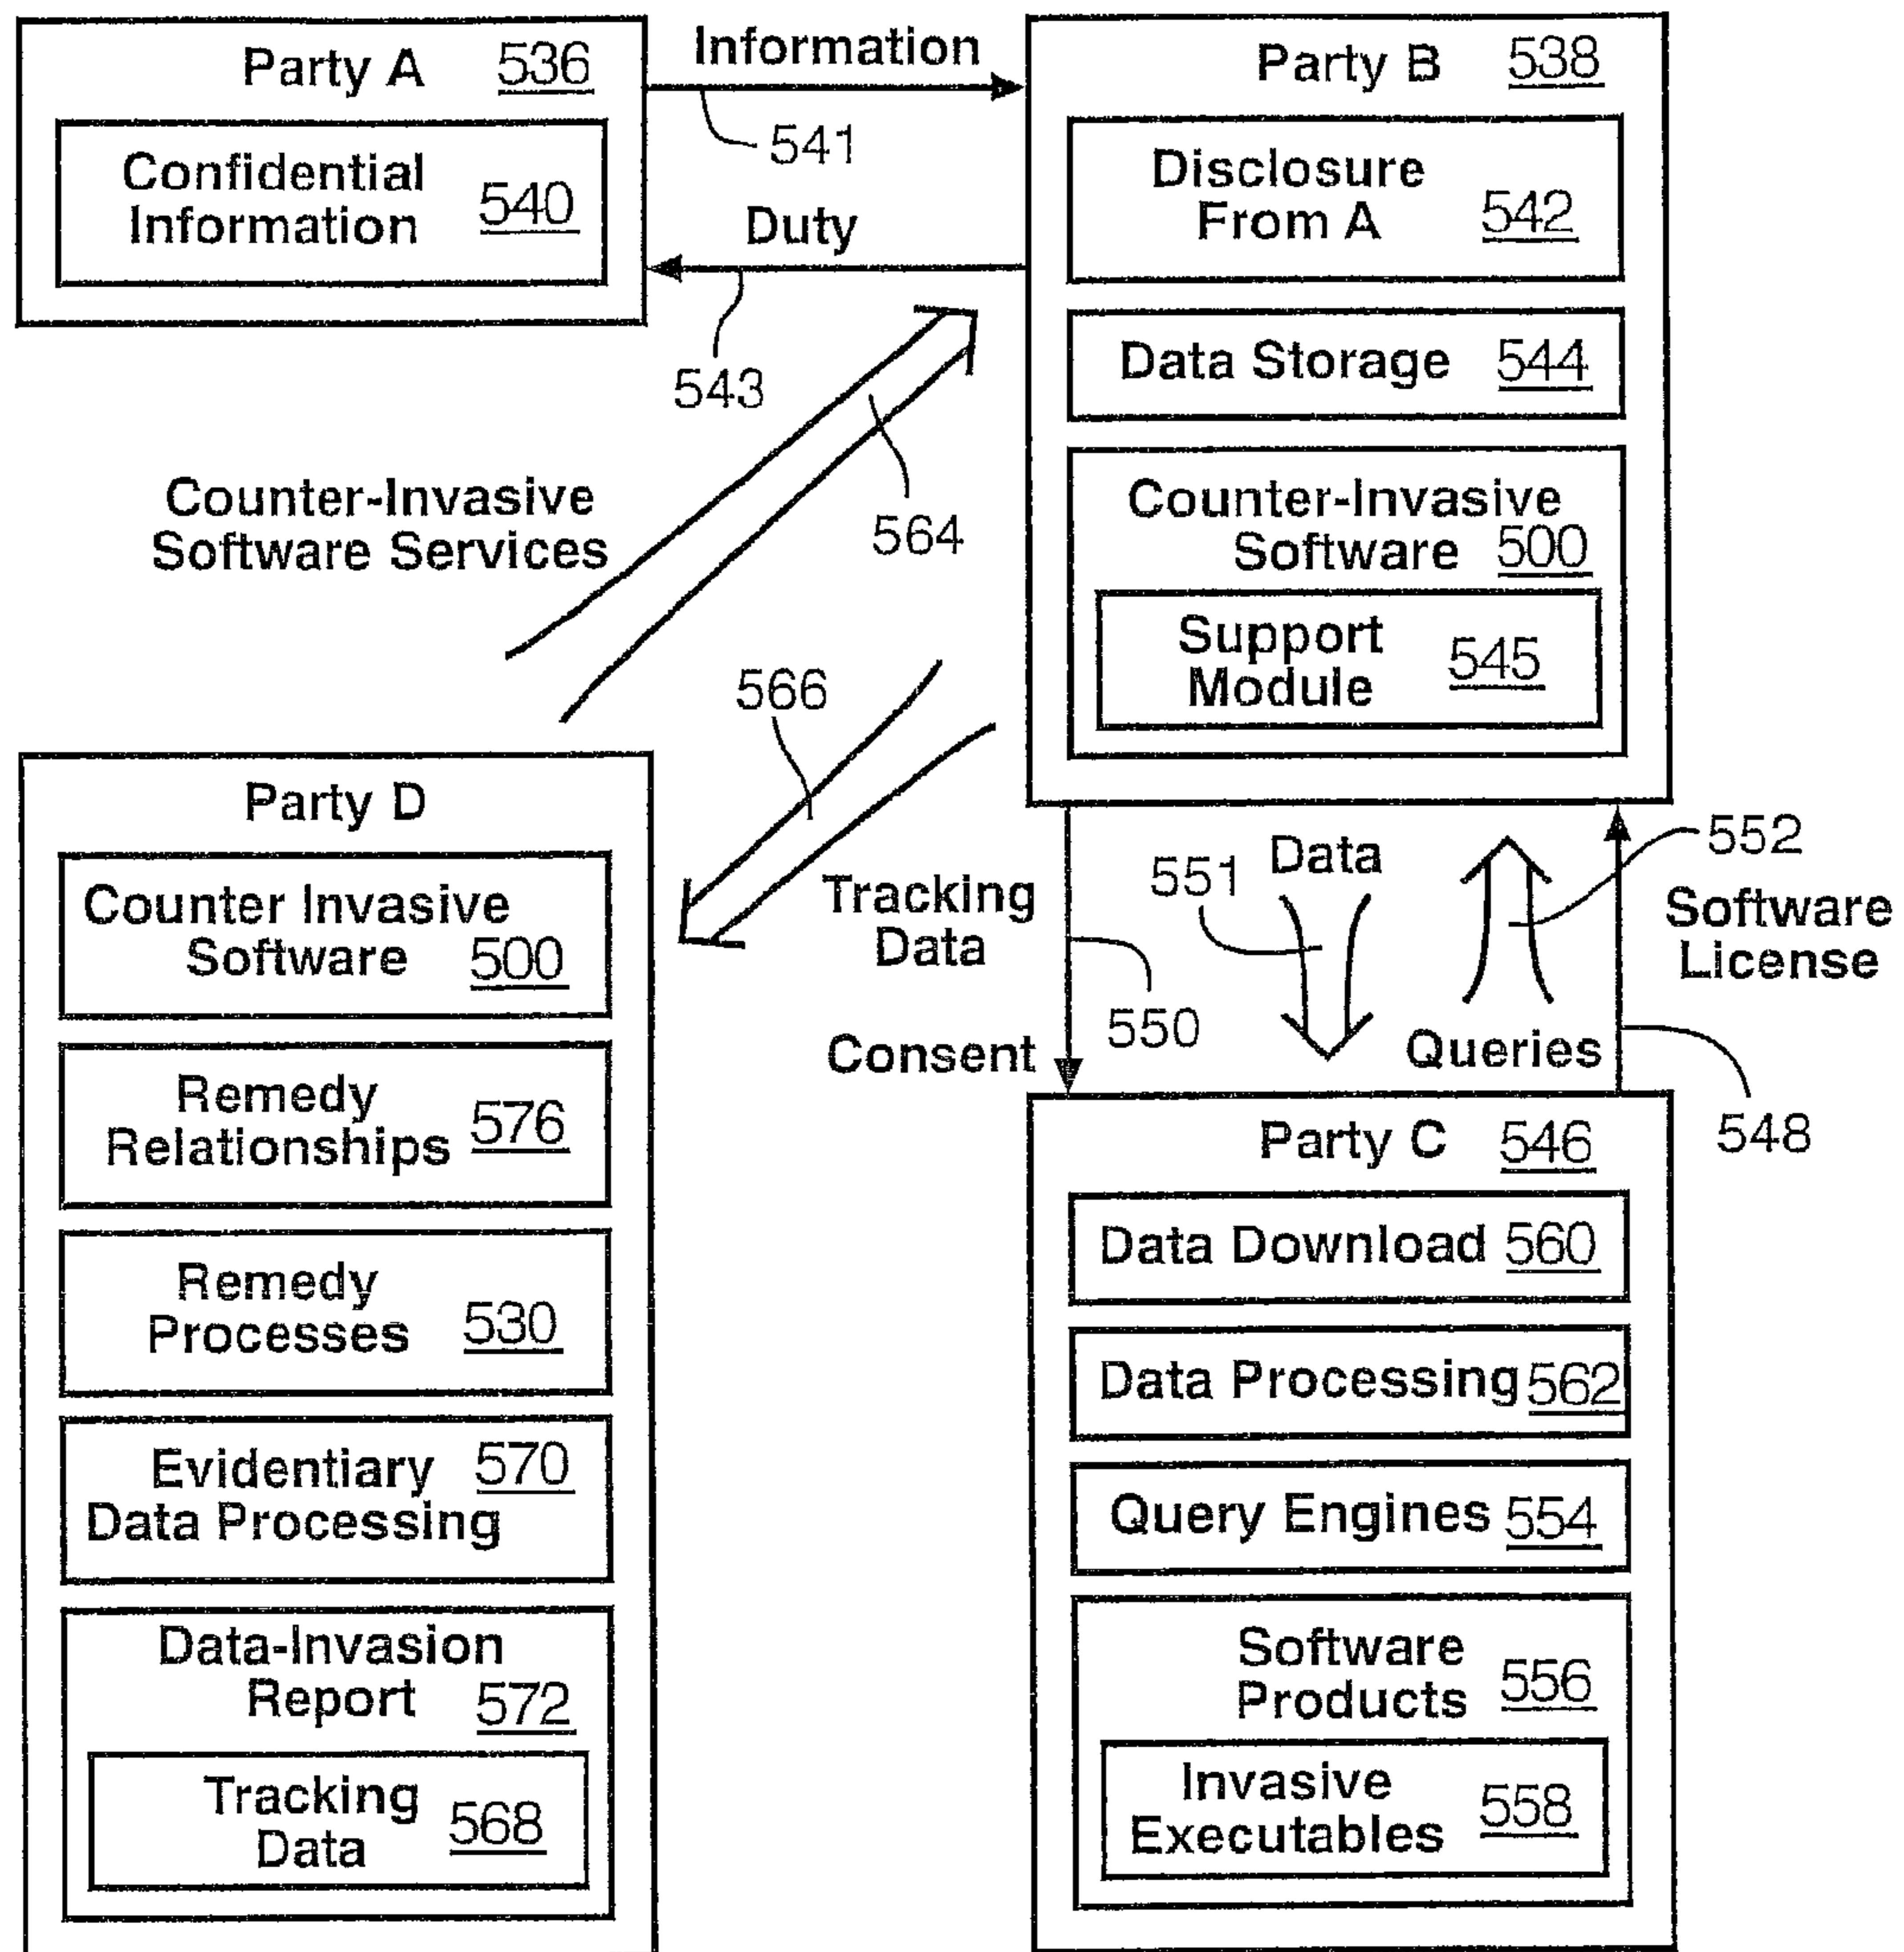 Party A 536
Confidential
Information 540
Information
541
Duty
543
Party B 538
Disclosure
From A 542
Data Storage 544
Counter-Invasive
Software 500
Support
Module 545
Counter-Invasive
Software Services
564
566
Tracking
Data
Consent
550
551
Data
Queries
552
Software
License
548
Party D
Counter Invasive
Software 500
Remedy
Relationships 576
Remedy
Processes 530
Evidentiary 570
Data Processing
Data-Invasion
Report 572
Tracking
Data 568
Party C 546
Data Download 560
Data Processing 562
Query Engines 554
Software
Products 556
Invasive
Executables 558